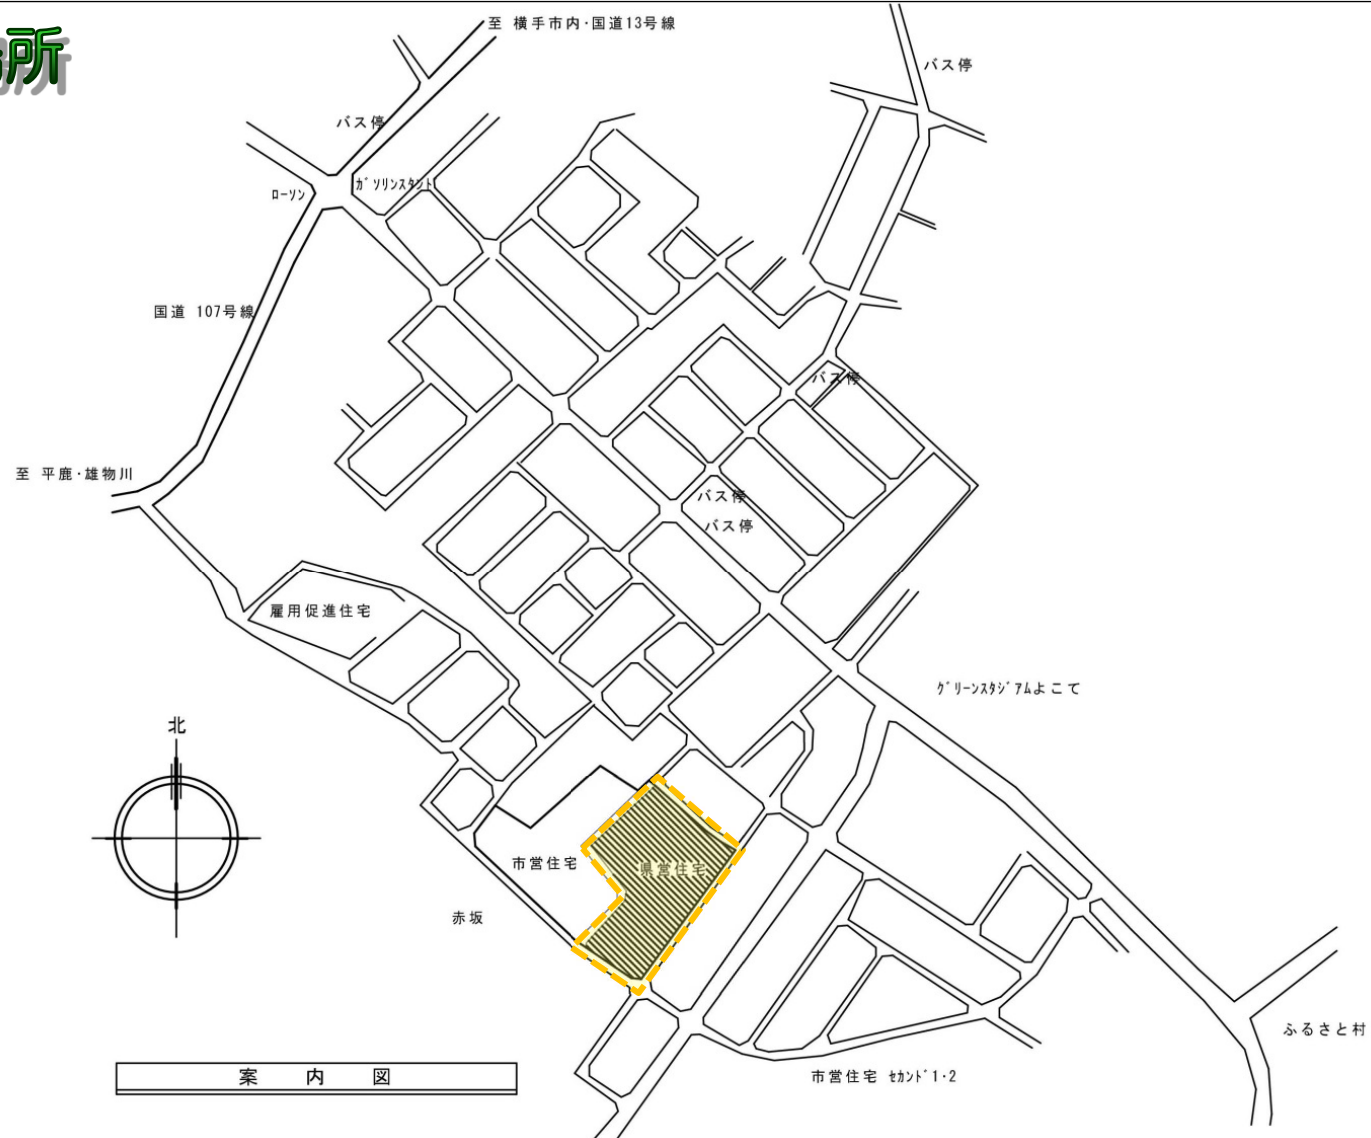 所
至 横手市内・国道13号線
バス停
バス停
ローソン
ガソリンスタント
国道 107号線
バス停
至 平鹿・雄物川
バス停
バス停
雇用促進住宅
グリーンスタジアムよこて
北
市営住宅
県営住宅
赤坂
ふるさと村
案 内 図
市営住宅 セカンド1・2